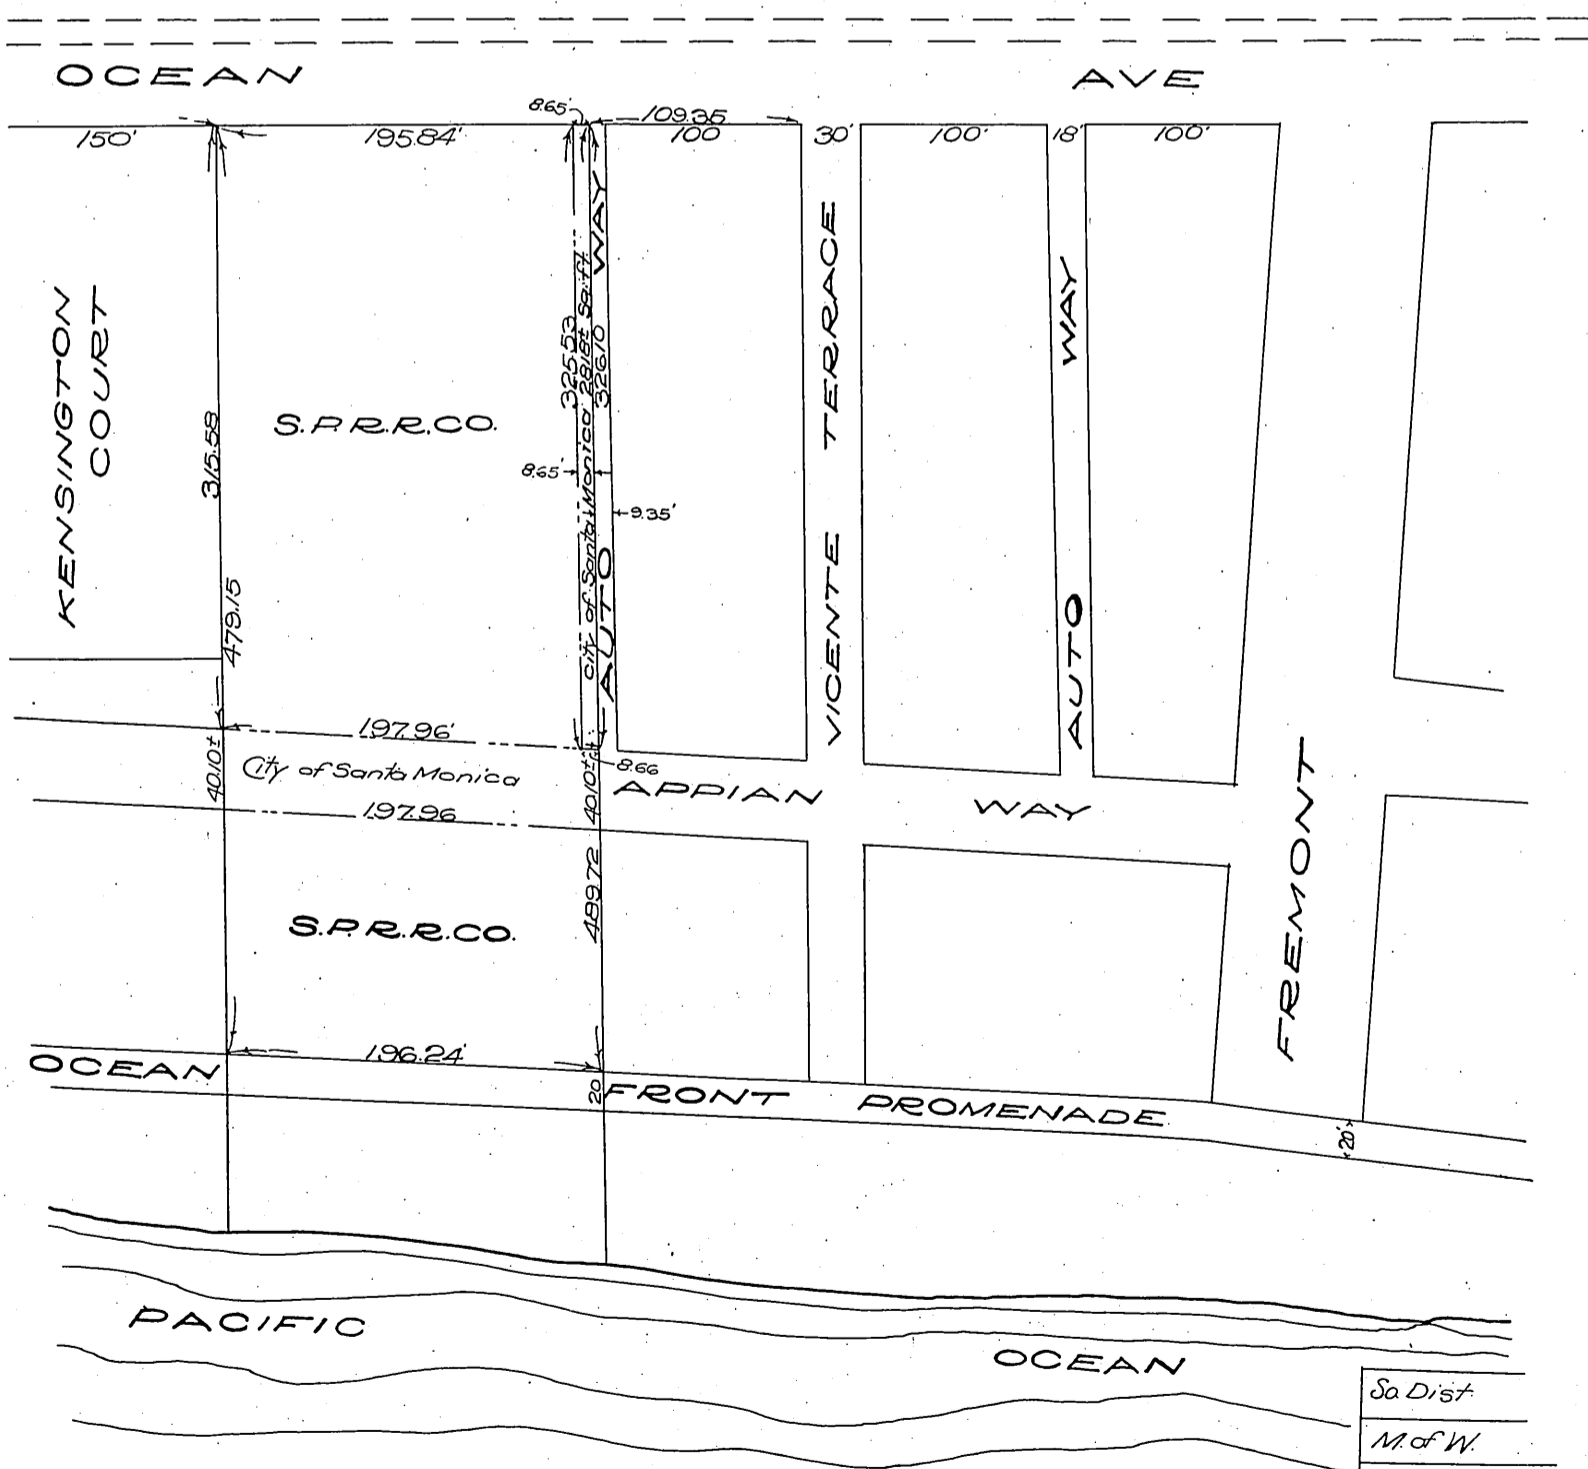 OCEAN AVE
8.65'
109.35
150'
195.84'
100
30'
100'
18'
100'
KENSINGTON
COURT
315.58
479.15
S.P.R.R.CO.
325.53
City of Santa Monica 2818± Sq.ft.
326.10
AUTO WAY
8.65'
9.35'
VICENTE TERRACE
AUTO WAY
FREMONT
197.96'
40.10±
City of Santa Monica
40.10±
8.66
APPIAN WAY
197.96
S.P.R.R.CO.
489.72
196.24'
OCEAN FRONT PROMENADE
20
20'
PACIFIC OCEAN
So. Dist.
M. of W.